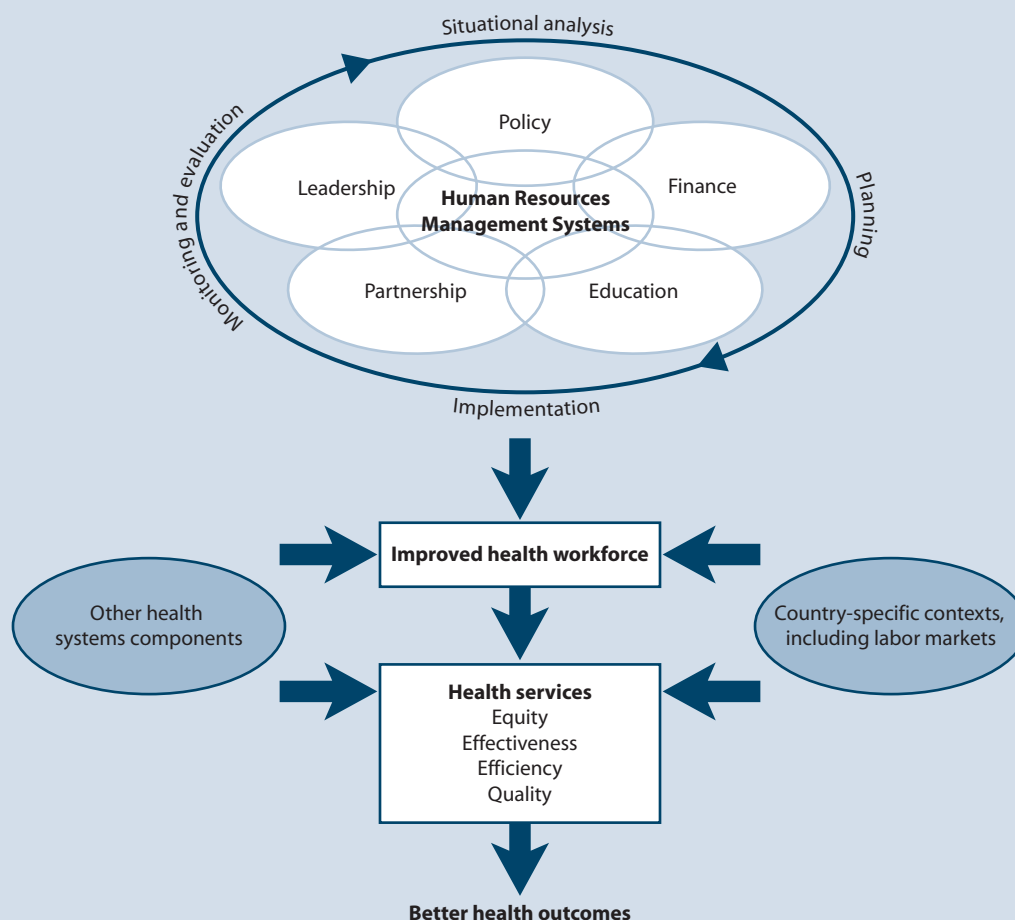 Situational analysis
Policy
Monitoring and evaluation
Leadership
Finance
Planning
Human Resources
Management Systems
Partnership
Education
Implementation
Improved health workforce
Other health
systems components
Country-specific contexts,
including labor markets
Health services
Equity
Effectiveness
Efficiency
Quality
Better health outcomes